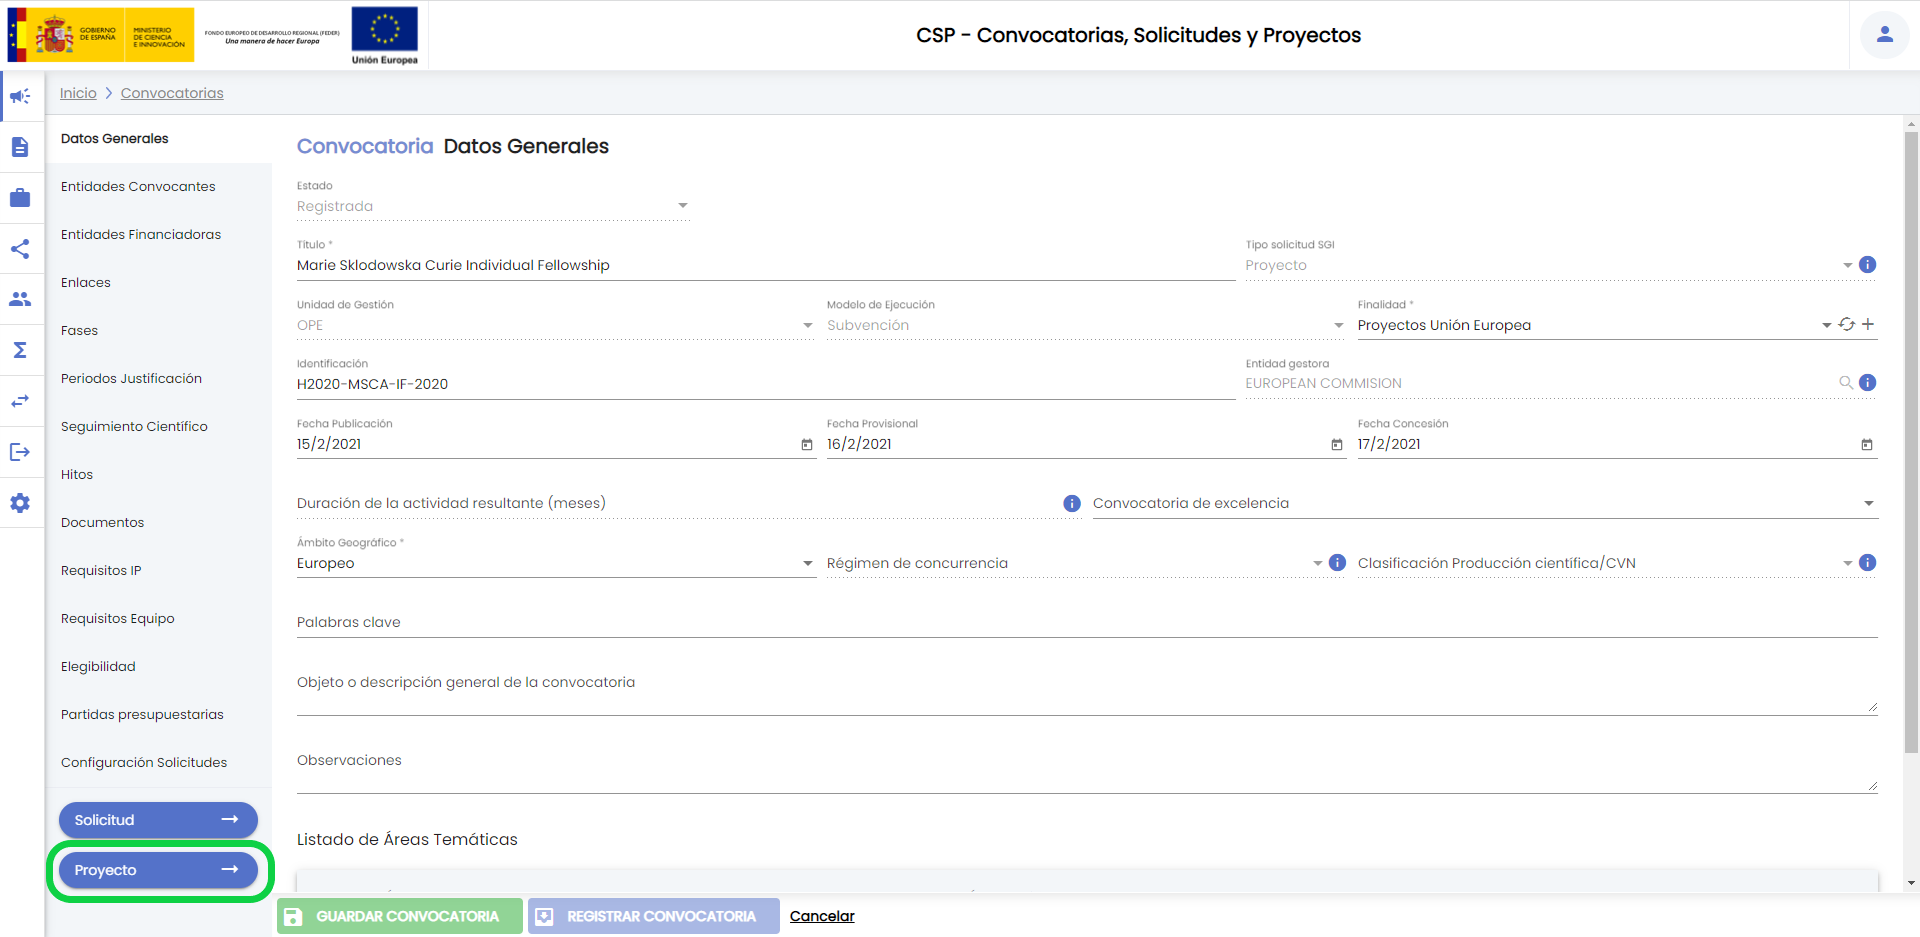 GOBIERNO
DE ESPAÑA
MINISTERIO
DE CIENCIA
E INNOVACIÓN
FONDO EUROPEO DE DESARROLLO REGIONAL (FEDER)
Una manera de hacer Europa
Unión Europea
CSP - Convocatorias, Solicitudes y Proyectos
Inicio > Convocatorias
Datos Generales
Entidades Convocantes
Entidades Financiadoras
Enlaces
Fases
Periodos Justificación
Seguimiento Científico
Hitos
Documentos
Requisitos IP
Requisitos Equipo
Elegibilidad
Partidas presupuestarias
Configuración Solicitudes
Solicitud
Proyecto
Convocatoria Datos Generales
Estado
Registrada
Título *
Marie Sklodowska Curie Individual Fellowship
Tipo solicitud SGI
Proyecto
Unidad de Gestión
OPE
Modelo de Ejecución
Subvención
Finalidad *
Proyectos Unión Europea
Identificación
H2020-MSCA-IF-2020
Entidad gestora
EUROPEAN COMMISION
Fecha Publicación
15/2/2021
Fecha Provisional
16/2/2021
Fecha Concesión
17/2/2021
Duración de la actividad resultante (meses)
Convocatoria de excelencia
Ámbito Geográfico *
Europeo
Régimen de concurrencia
Clasificación Producción científica/CVN
Palabras clave
Objeto o descripción general de la convocatoria
Observaciones
Listado de Áreas Temáticas
GUARDAR CONVOCATORIA
REGISTRAR CONVOCATORIA
Cancelar